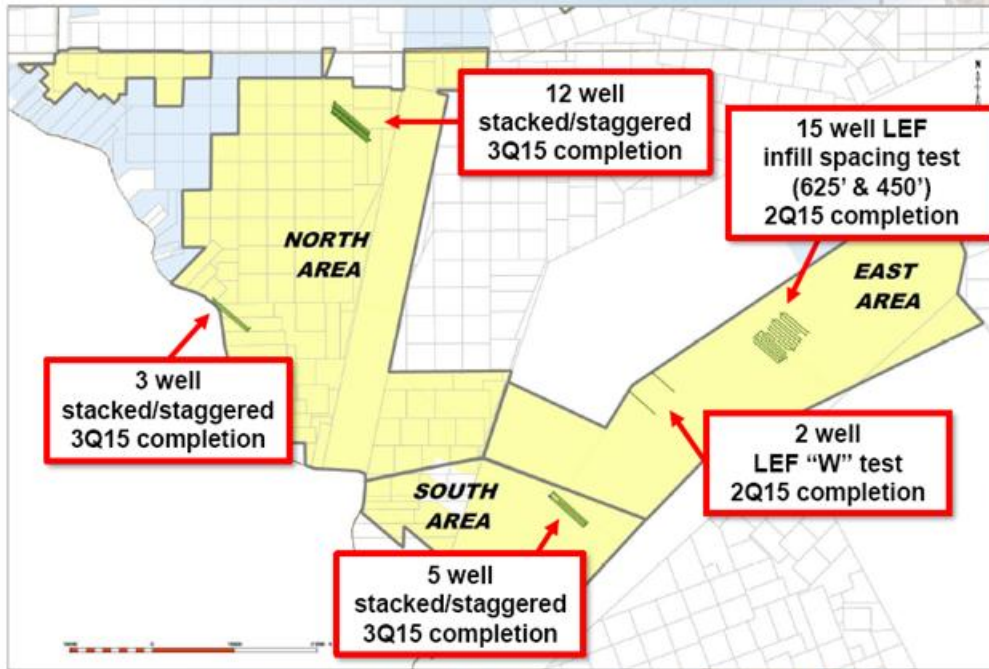 12 well
stacked/staggered
3Q15 completion
15 well LEF
infill spacing test
(625' & 450')
2Q15 completion
NORTH
AREA
EAST
AREA
3 well
stacked/staggered
3Q15 completion
2 well
LEF “W” test
2Q15 completion
SOUTH
AREA
5 well
stacked/staggered
3Q15 completion